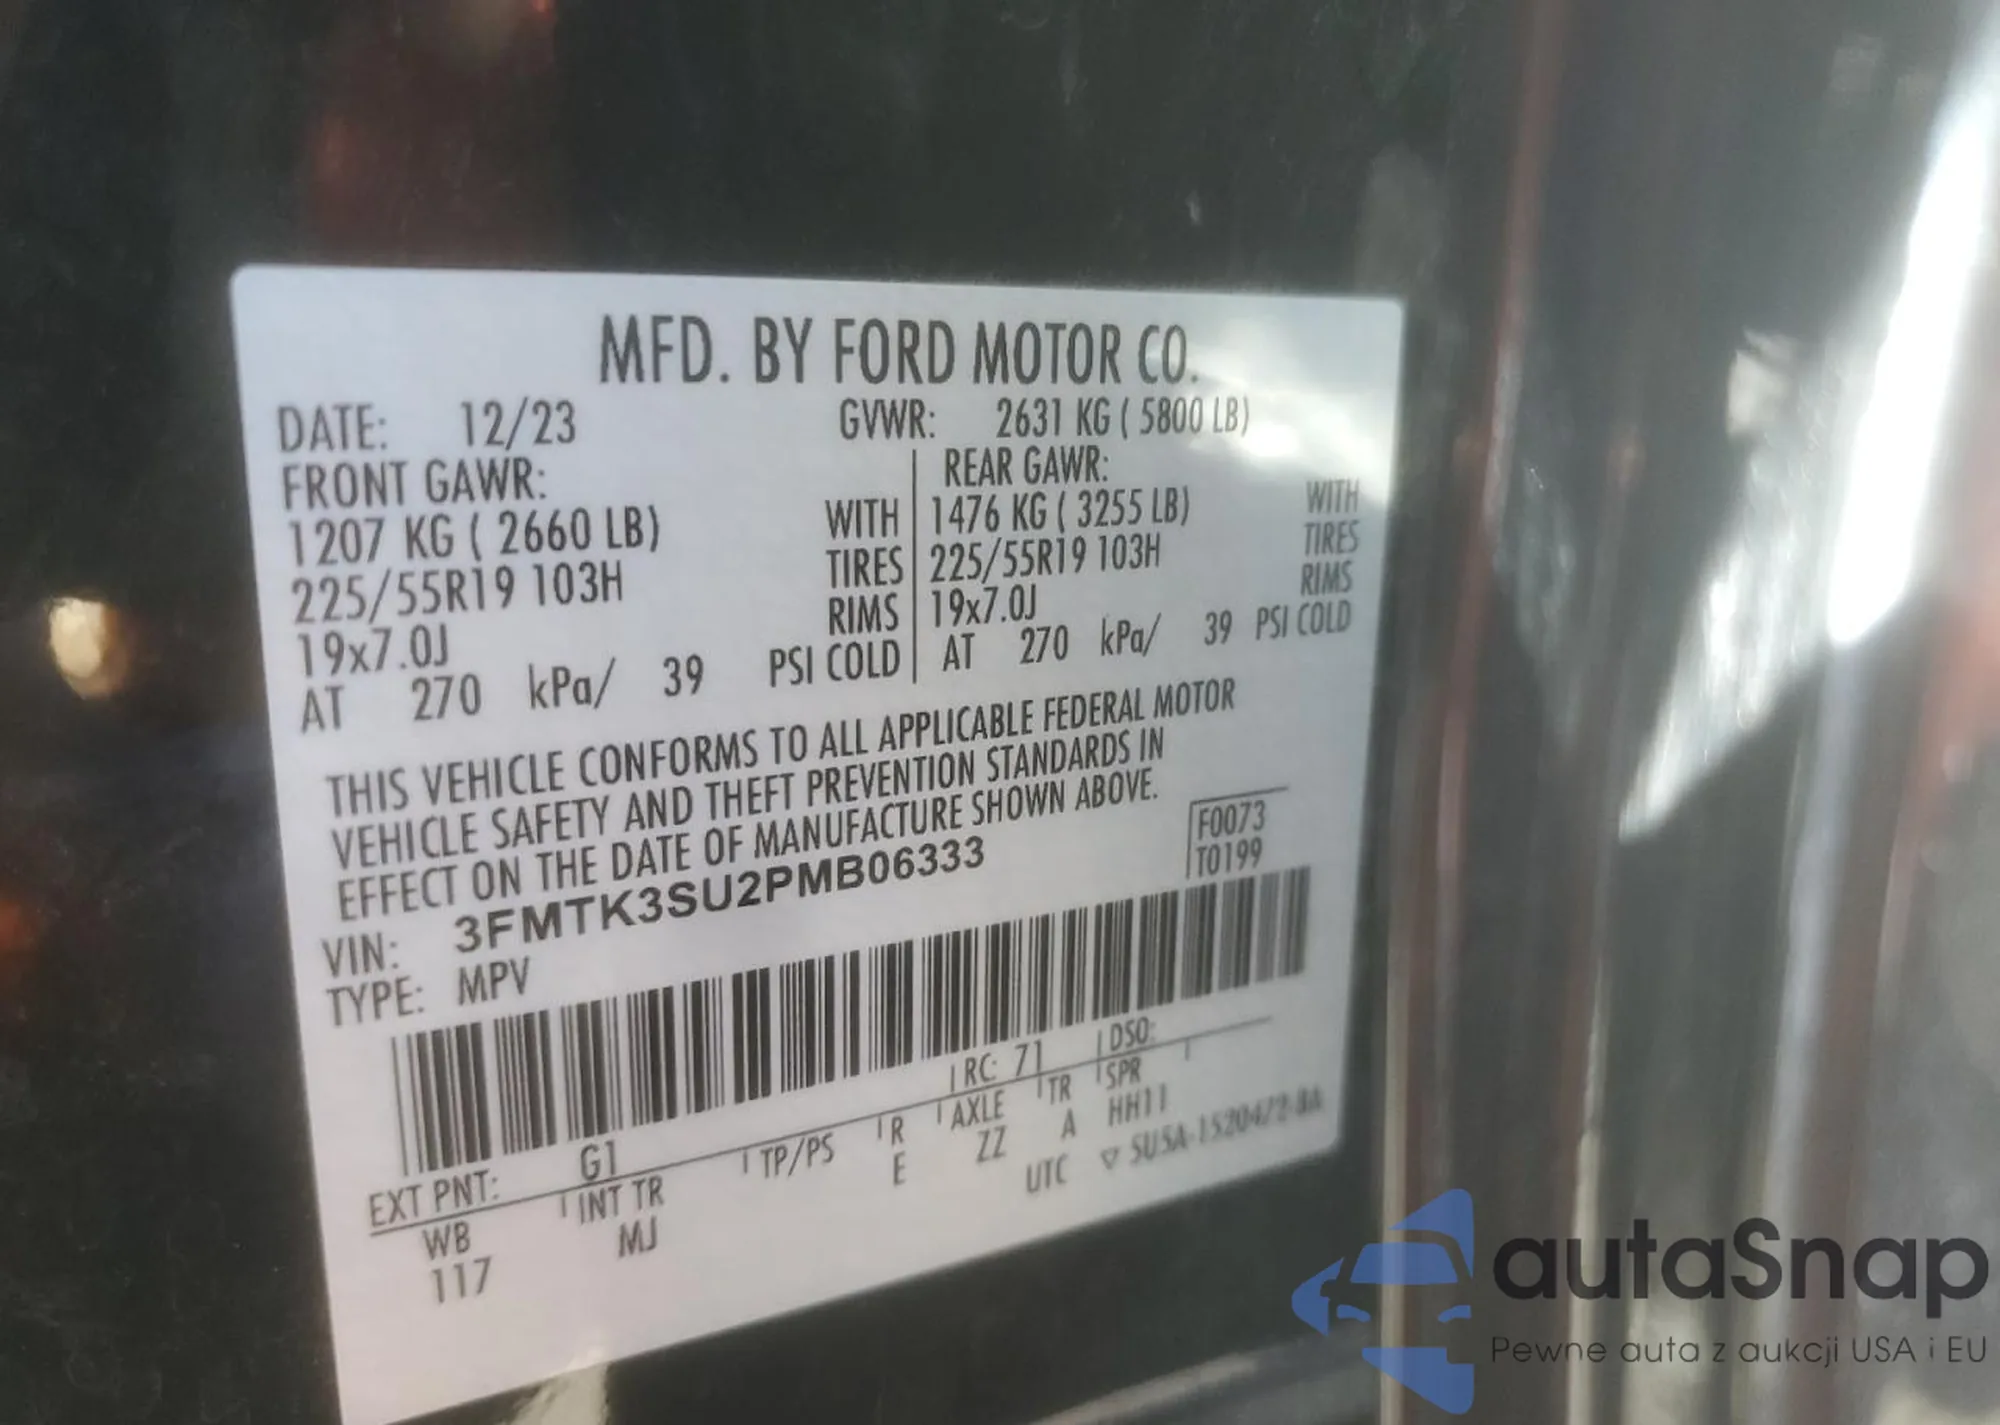 MFD. BY FORD MOTOR CO.
DATE: 12/23 GVWR: 2631 KG ( 5800 LB)
FRONT GAWR: REAR GAWR:
1207 KG ( 2660 LB) WITH 1476 KG ( 3255 LB) WITH
225/55R19 103H TIRES 225/55R19 103H TIRES
19x7.0J RIMS 19x7.0J RIMS
AT 270 kPa/ 39 PSI COLD AT 270 kPa/ 39 PSI COLD
THIS VEHICLE CONFORMS TO ALL APPLICABLE FEDERAL MOTOR
VEHICLE SAFETY AND THEFT PREVENTION STANDARDS IN
EFFECT ON THE DATE OF MANUFACTURE SHOWN ABOVE.
F0073
T0199
VIN: 3FMTK3SU2PMB06333
TYPE: MPV
EXT PNT: G1 RC: 71 DSO:
WB INT TR TP/PS R AXLE TR SPR
117 MJ E ZZ A HH11
UTC ▽
autaSnap
Pewne auta z aukcji USA i EU